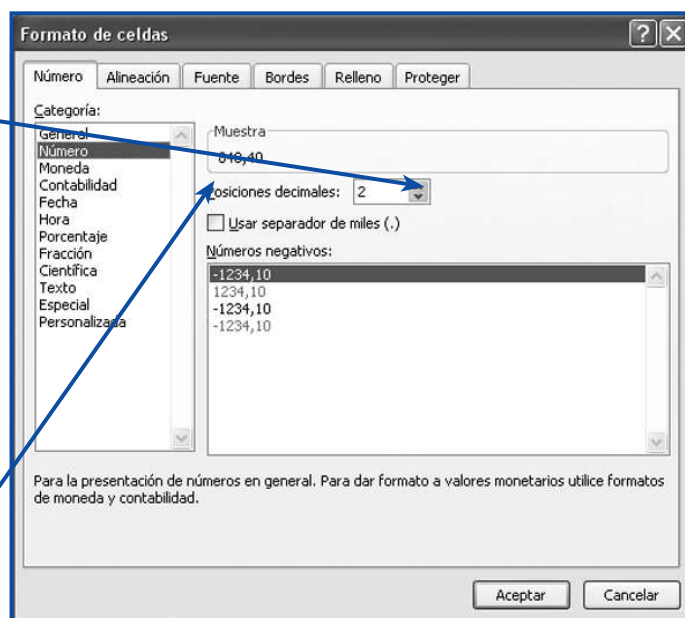 Formato de celdas
Número Alineación Fuente Bordes Relleno Proteger
Categoría:
General
Número
Moneda
Contabilidad
Fecha
Hora
Porcentaje
Fracción
Científica
Texto
Especial
Personalizada
Muestra
Posiciones decimales: 2
Usar separador de miles (.)
Números negativos:
-1234,10
1234,10
-1234,10
-1234,10
Para la presentación de números en general. Para dar formato a valores monetarios utilice formatos
de moneda y contabilidad.
Aceptar Cancelar